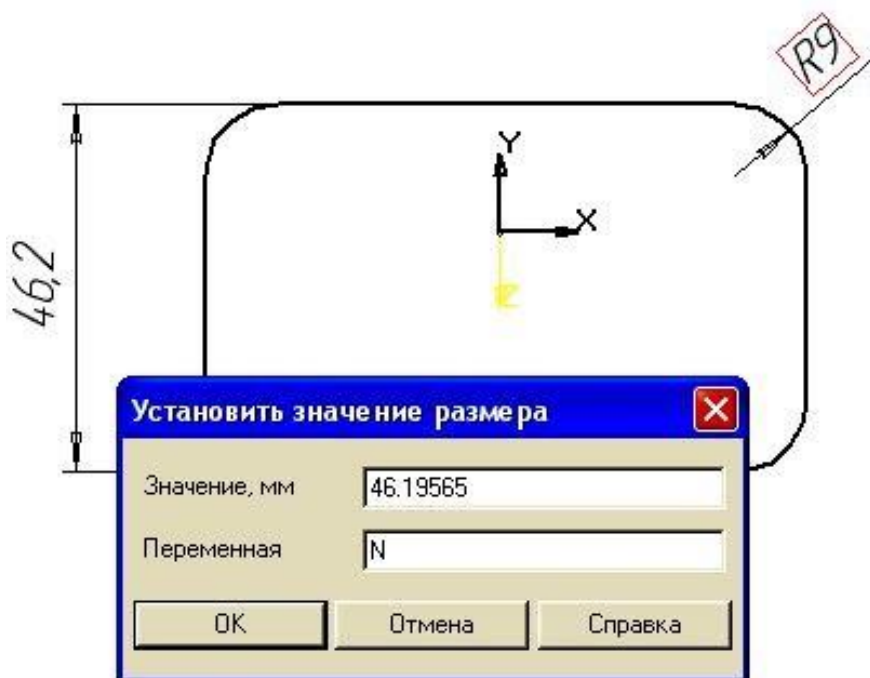 R9
Y
X
Z
46,2
Установить значение размера
Значение, мм
46.19565
Переменная
N
OK
Отмена
Справка